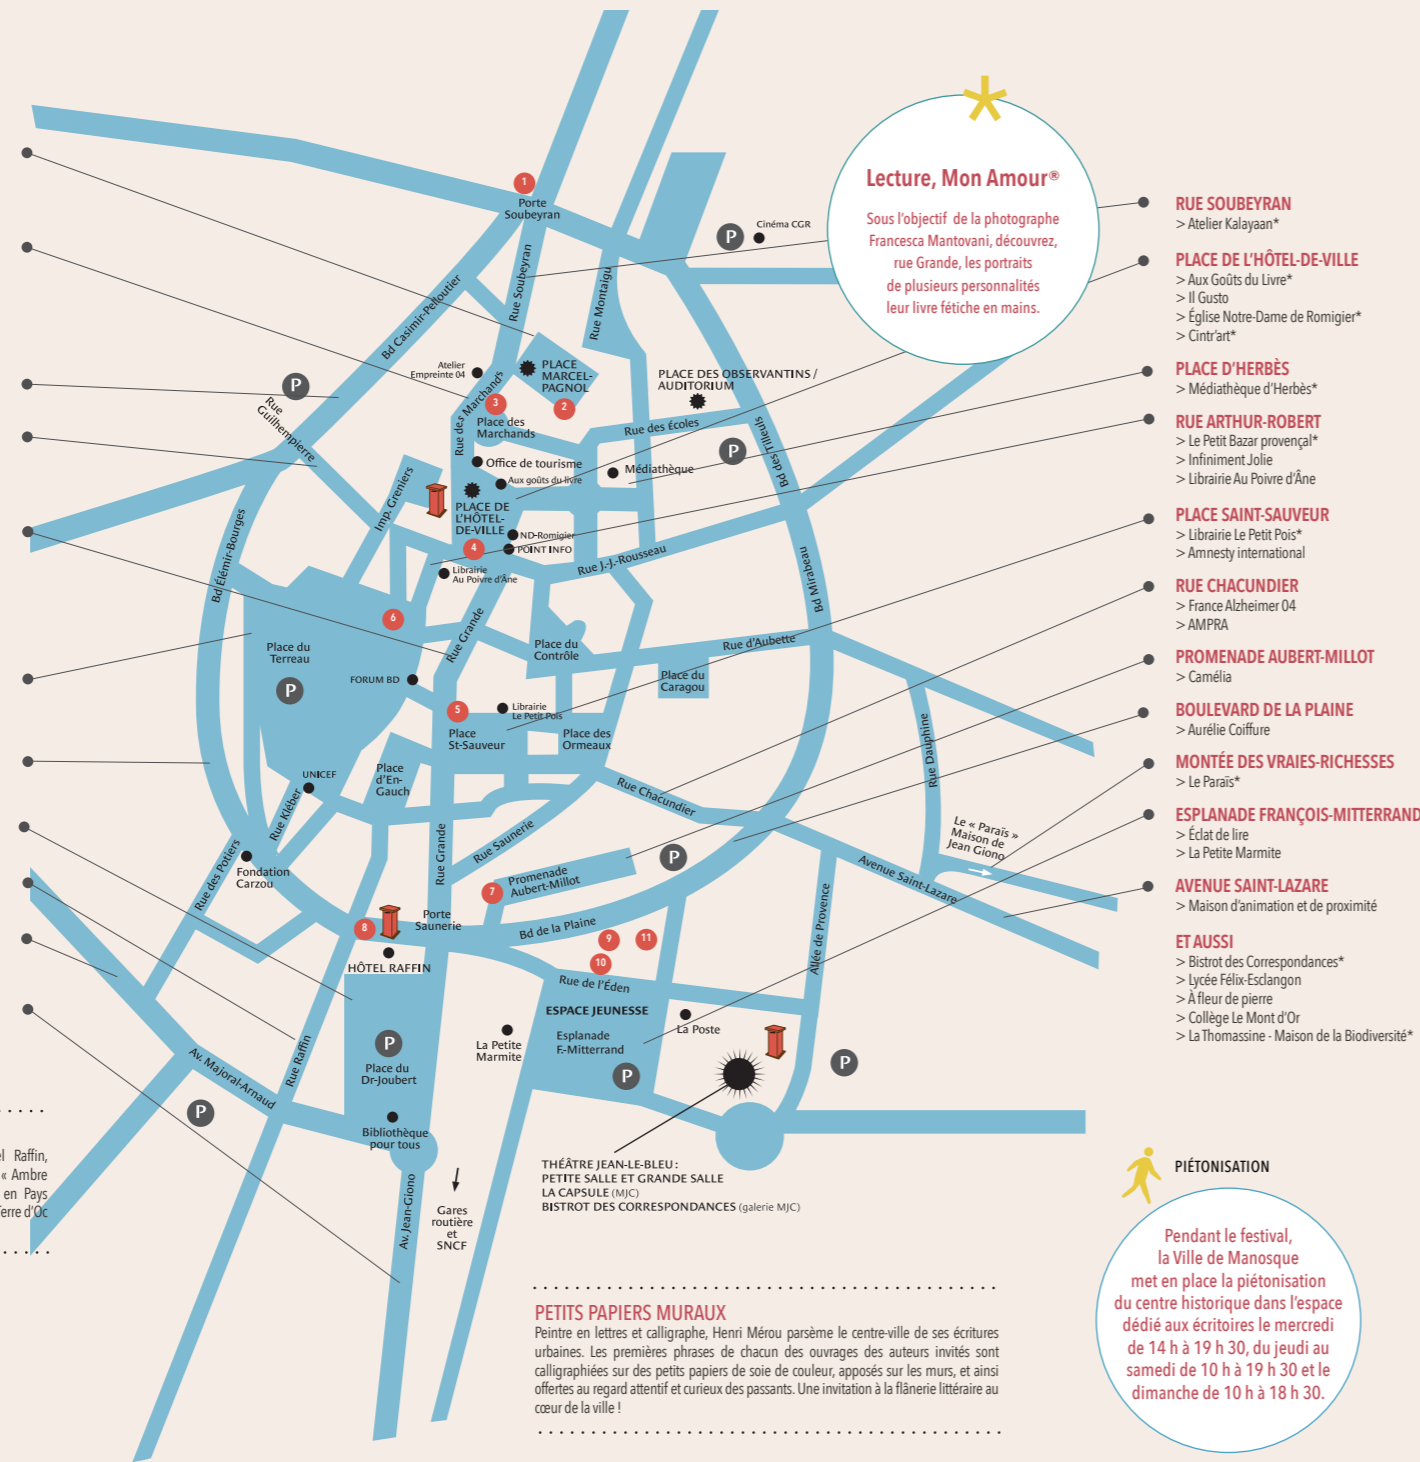 1
Porte
Soubeyran
P
Cinéma CGR
Bd Casimir-Pelloutier
Rue Soubeyran
Rue Montaigu
Lecture, Mon Amour®
Sous l'objectif de la photographe
Francesca Mantovani, découvrez,
rue Grande, les portraits
de plusieurs personnalités
leur livre fétiche en mains.
Atelier
Empreinte 04
PLACE
MARCEL-
PAGNOL
PLACE DES OBSERVANTINS /
AUDITORIUM
P
Rue
Guilhempierre
Rue des Marchands
3
2
Place des
Marchands
Rue des Écoles
Bd des Tilleuls
P
Office de tourisme
Médiathèque
Aux goûts du livre
Imp. Greniers
PLACE DE
L'HÔTEL-
DE-VILLE
ND-Romigier
4
POINT INFO
Rue J.-J.-Rousseau
Librairie
Au Poivre d'Âne
Bd Élémir-Bourges
Bd Mirabeau
6
Rue Grande
Place du
Terreau
P
Place du
Contrôle
Rue d'Aubette
Place du
Caragou
FORUM BD
5
Librairie
Le Petit Pois
Place
St-Sauveur
Place des
Ormeaux
Rue Dauphine
Place
d'En-
Gauch
UNICEF
Rue Kléber
Rue Chacundier
Rue Grande
Rue Saunerie
Le « Paraïs »
Maison de
Jean Giono
Rue des Potiers
Fondation
Carzou
P
Avenue Saint-Lazare
7
Promenade
Aubert-Millot
Porte
Saunerie
8
Bd de la Plaine
9
11
10
Allée de Provence
HÔTEL RAFFIN
Rue de l'Éden
ESPACE JEUNESSE
Esplanade
F.-Mitterrand
La Poste
La Petite
Marmite
P
P
P
Place du
Dr-Joubert
Rue Raffin
Av. Majoral-Arnaud
P
Bibliothèque
pour tous
Av. Jean-Giono
Gares
routière
et
SNCF
THÉÂTRE JEAN-LE-BLEU :
PETITE SALLE ET GRANDE SALLE
LA CAPSULE (MJC)
BISTROT DES CORRESPONDANCES (galerie MJC)
RUE SOUBEYRAN
> Atelier Kalayaan*
PLACE DE L'HÔTEL-DE-VILLE
> Aux Goûts du Livre*
> Il Gusto
> Église Notre-Dame de Romigier*
> Cintr'art*
PLACE D'HERBÈS
> Médiathèque d'Herbès*
RUE ARTHUR-ROBERT
> Le Petit Bazar provençal*
> Infiniment Jolie
> Librairie Au Poivre d'Âne
PLACE SAINT-SAUVEUR
> Librairie Le Petit Pois*
> Amnesty international
RUE CHACUNDIER
> France Alzheimer 04
> AMPRA
PROMENADE AUBERT-MILLOT
> Camélia
BOULEVARD DE LA PLAINE
> Aurélie Coiffure
MONTÉE DES VRAIES-RICHESSES
> Le Paraïs*
ESPLANADE FRANÇOIS-MITTERRAND
> Éclat de lire
> La Petite Marmite
AVENUE SAINT-LAZARE
> Maison d'animation et de proximité
ET AUSSI
> Bistrot des Correspondances*
> Lycée Félix-Esclangon
> À fleur de pierre
> Collège Le Mont d'Or
> La Thomassine - Maison de la Biodiversité*
Raffin,
« Ambre
en Pays
Terre d'Oc
PETITS PAPIERS MURAUX
Peintre en lettres et calligraphe, Henri Mérou parsème le centre-ville de ses écritures
urbaines. Les premières phrases de chacun des ouvrages des auteurs invités sont
calligraphiées sur des petits papiers de soie de couleur, apposés sur les murs, et ainsi
offertes au regard attentif et curieux des passants. Une invitation à la flânerie littéraire au
cœur de la ville !
PIÉTONISATION
Pendant le festival,
la Ville de Manosque
met en place la piétonisation
du centre historique dans l'espace
dédié aux écritoires le mercredi
de 14 h à 19 h 30, du jeudi au
samedi de 10 h à 19 h 30 et le
dimanche de 10 h à 18 h 30.